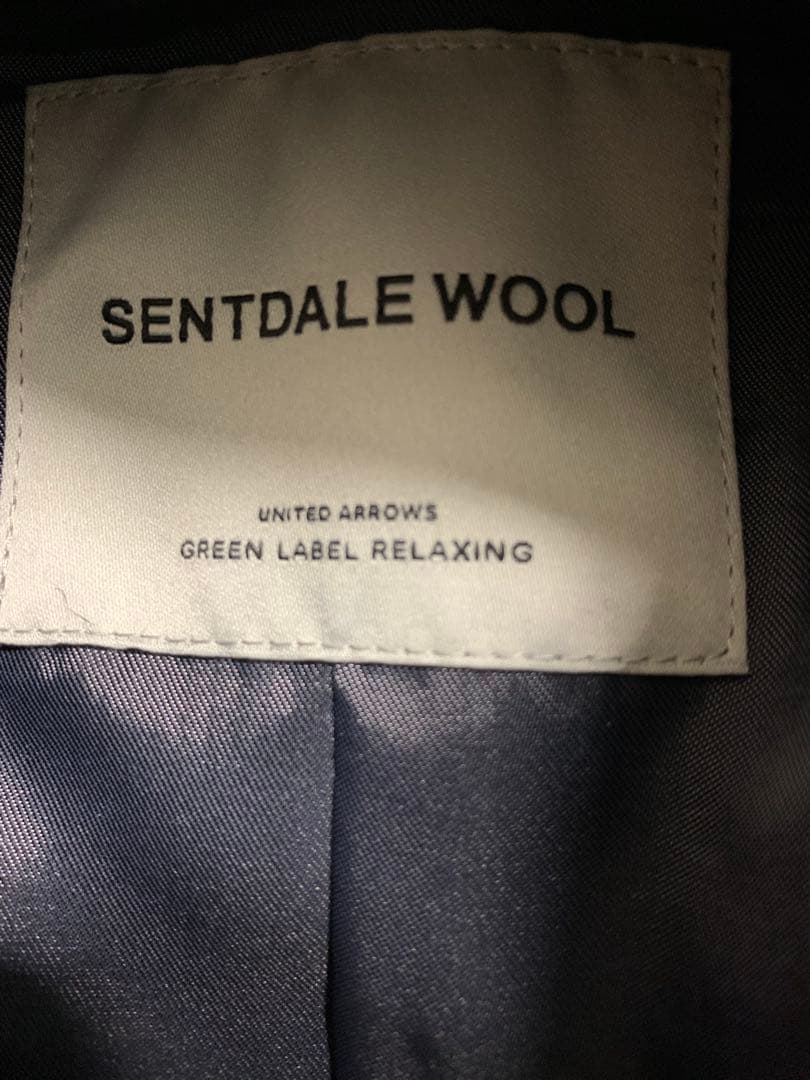 SENTDALE WOOL
UNITED ARROWS
GREEN LABEL RELAXING